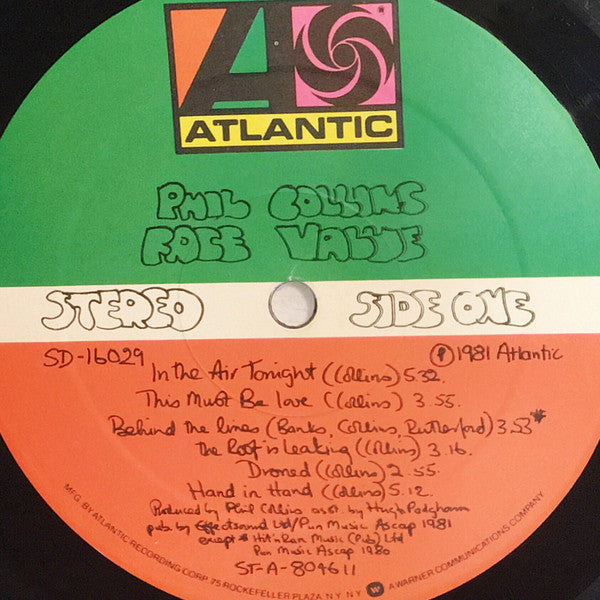 ATLANTIC
®
PHIL COLLINS
FACE VALUE
STEREO SIDE ONE
SD-16029 ℗ 1981 Atlantic
In the Air Tonight (Collins) 5.32.
This Must Be love (Collins) 3.55.
Behind the lines (Banks, Collins, Rutherford) 3.53*
The Roof is Leaking (Collins) 3.16.
Droned (Collins) 2.55.
Hand in Hand (Collins) 5.12.
Produced by Phil Collins asst. by Hugh Padgham
pub. by Effectsound Ltd/Pun Music Ascap 1981
except * Hit'n Run Music (Pub) Ltd
Pun Music Ascap 1980
ST-A-804611
MFG. BY ATLANTIC RECORDING CORP. 75 ROCKEFELLER PLAZA, N.Y. N.Y. W A WARNER COMMUNICATIONS COMPANY